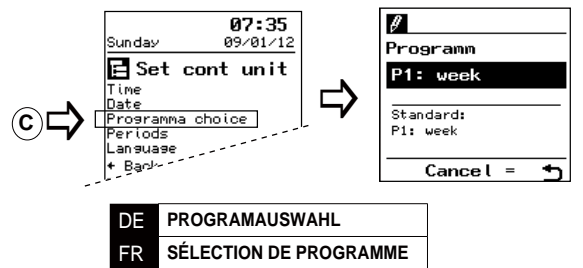 07:35
Sunday 09/01/12
Set cont unit
Time
Date
Programma choice
Periods
Language
← Back
C
Programm
P1: week
Standard:
P1: week
Cancel =
DE PROGRAMAUSWAHL
FR SÉLECTION DE PROGRAMME